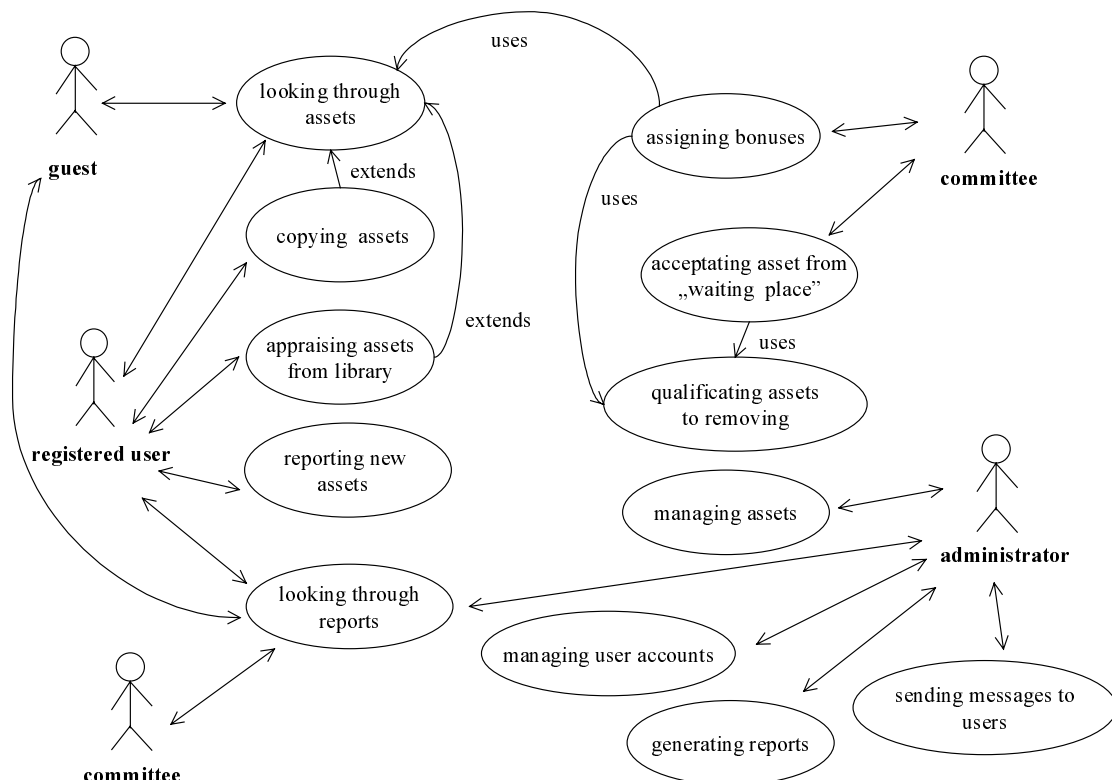 uses
looking through
assets
assigning bonuses
guest
committee
extends
uses
copying assets
acceptating asset from
„waiting place”
extends
uses
appraising assets
from library
qualificating assets
to removing
registered user
reporting new
assets
managing assets
administrator
looking through
reports
managing user accounts
sending messages to
users
generating reports
committee